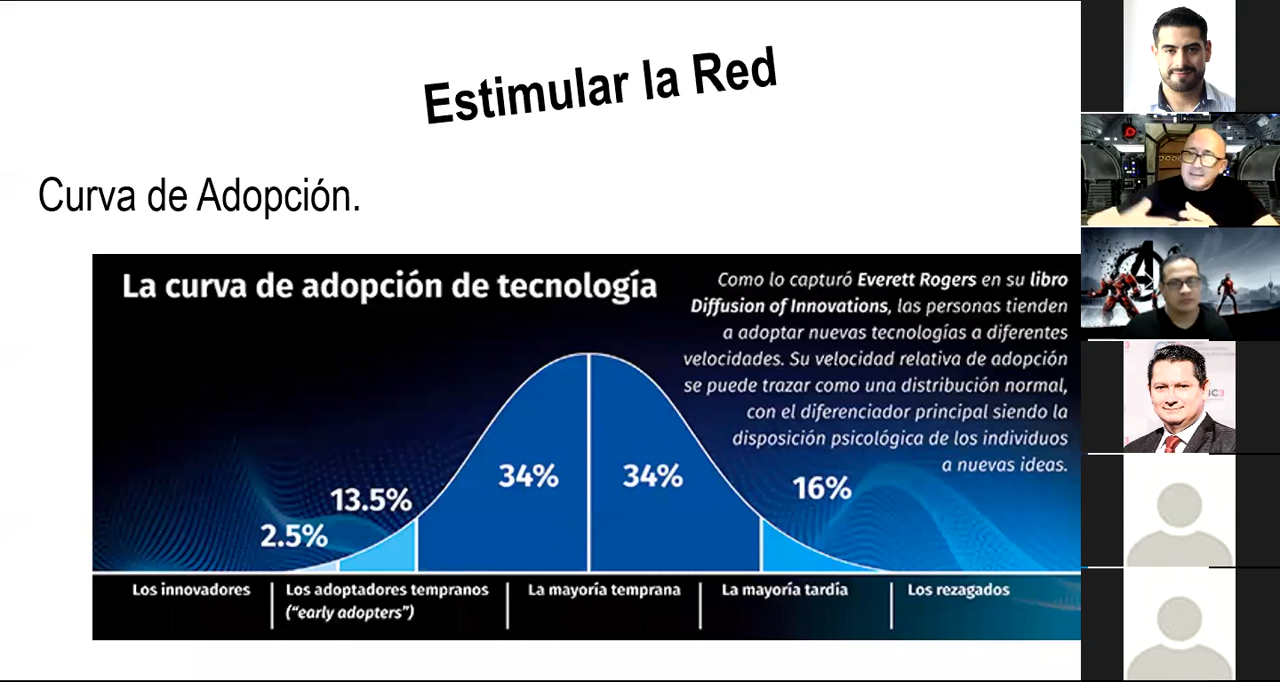 Estimular la Red
Curva de Adopción.
La curva de adopción de tecnología
Como lo capturó Everett Rogers en su libro
Diffusion of Innovations, las personas tienden
a adoptar nuevas tecnologías a diferentes
velocidades. Su velocidad relativa de adopción
se puede trazar como una distribución normal,
con el diferenciador principal siendo la
disposición psicológica de los individuos
a nuevas ideas.
2.5%
13.5%
34%
34%
16%
Los innovadores
Los adoptadores tempranos
("early adopters")
La mayoría temprana
La mayoría tardía
Los rezagados